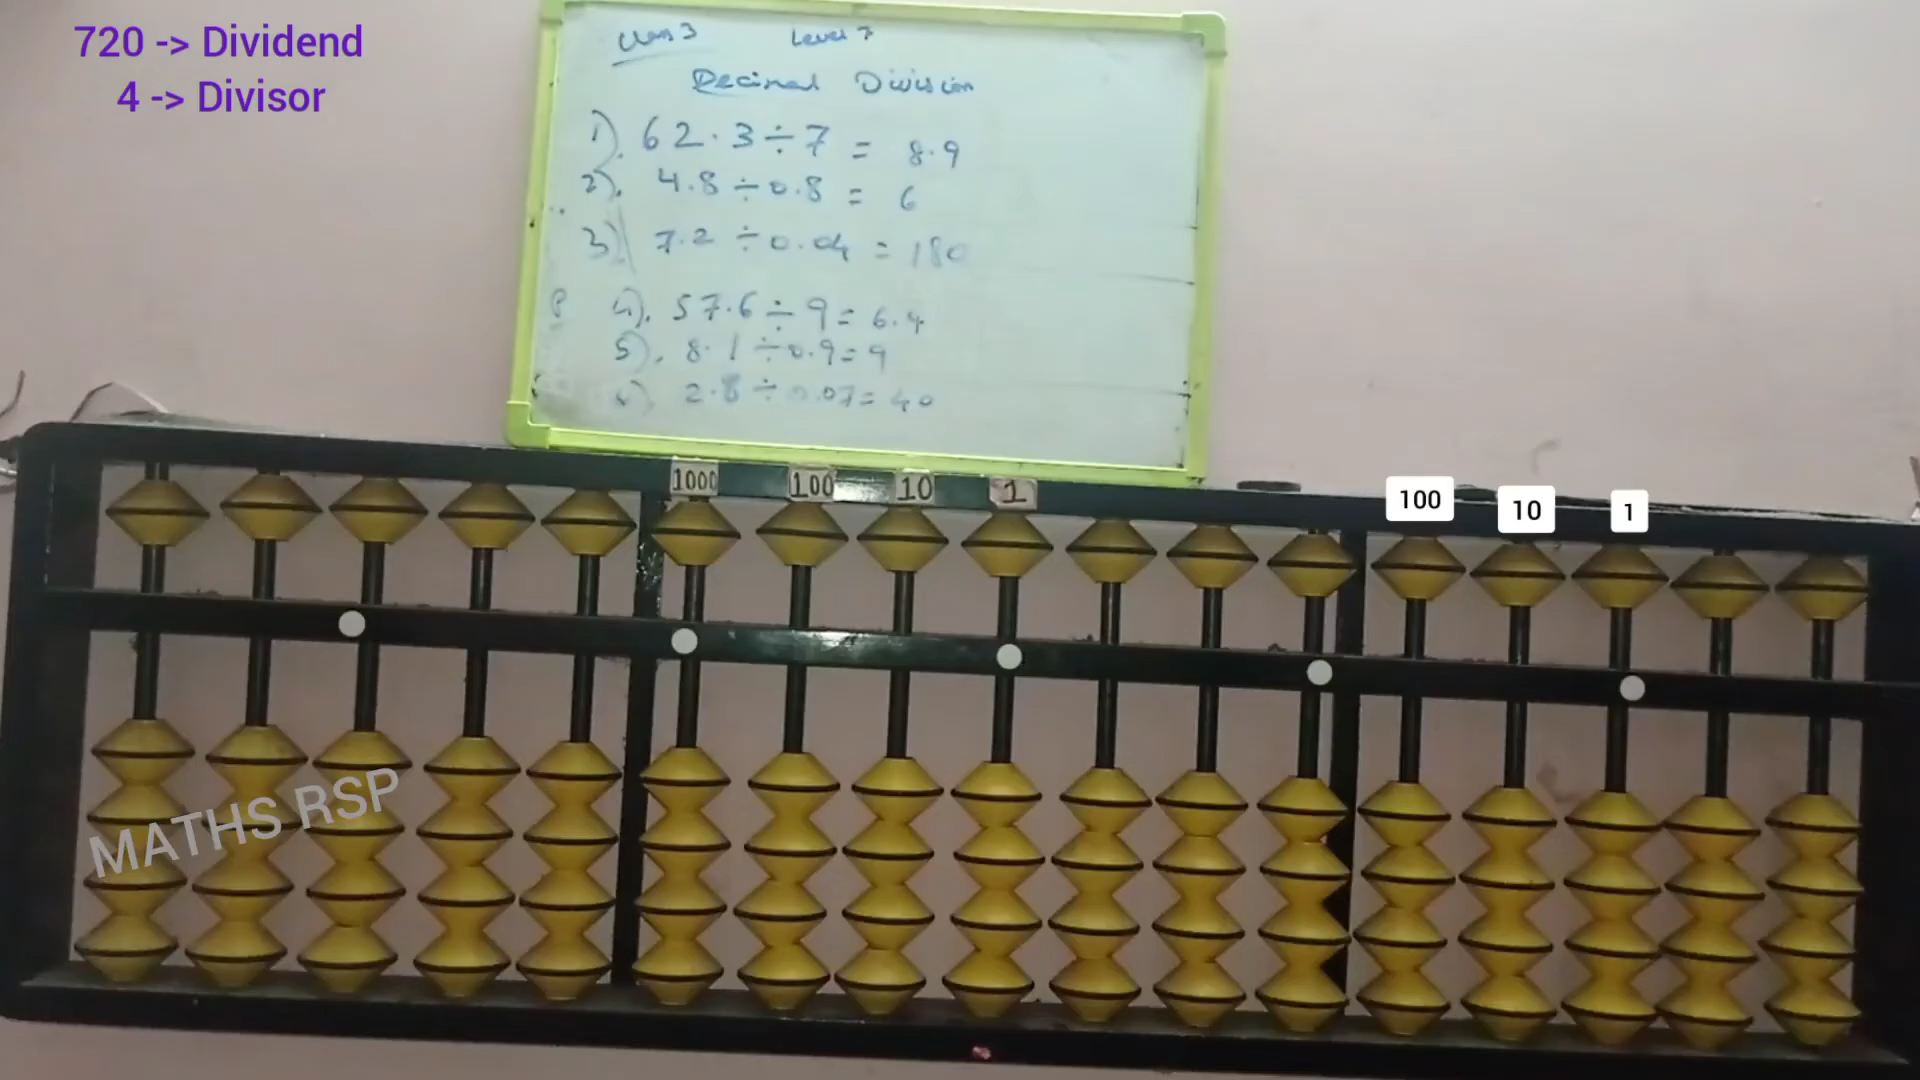 720 -> Dividend
4 -> Divisor
Class 3 Level 7
Decimal Division
1). 62.3÷7 = 8.9
2). 4.8÷0.8 = 6
3) 7.2÷0.04 = 180
4). 57.6÷9= 6.4
5). 8.1÷0.9=9
2.8÷0.07= 40
1000 100 10 1
100 10 1
MATHS RSP